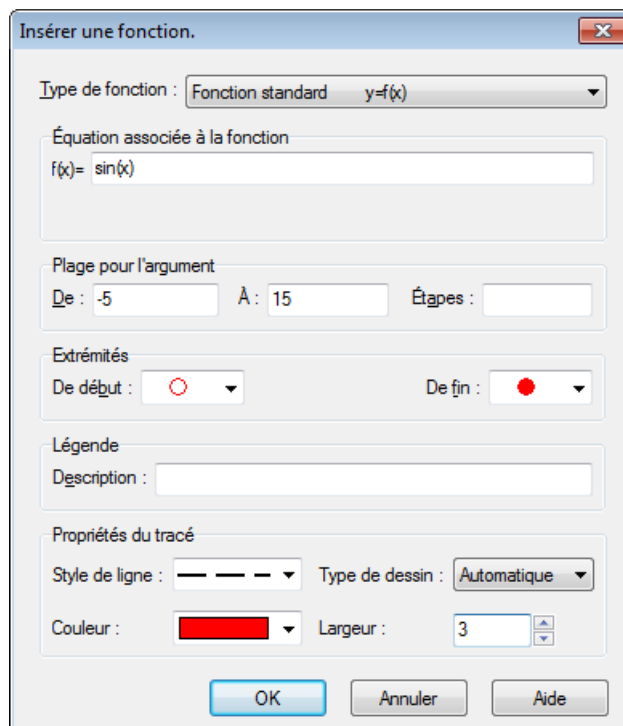 Insérer une fonction.
Type de fonction : Fonction standard y=f(x)
Équation associée à la fonction
f(x)= sin(x)
Plage pour l'argument
De : -5 À : 15 Étapes :
Extrémités
De début : De fin :
Légende
Description :
Propriétés du tracé
Style de ligne : Type de dessin : Automatique
Couleur : Largeur : 3
OK Annuler Aide